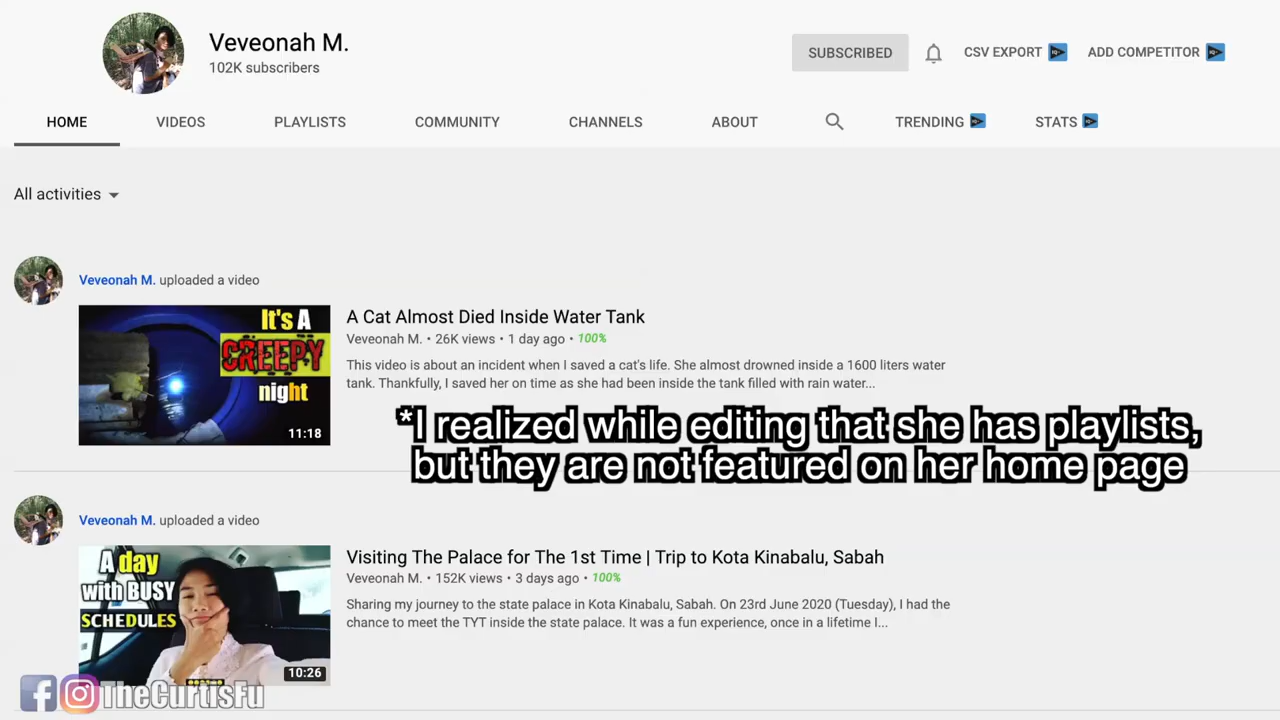 Veveonah M.
102K subscribers
SUBSCRIBED
CSV EXPORT
ADD COMPETITOR
HOME
VIDEOS
PLAYLISTS
COMMUNITY
CHANNELS
ABOUT
TRENDING
STATS
All activities
Veveonah M. uploaded a video
It's A
CREEPY
night
11:18
A Cat Almost Died Inside Water Tank
Veveonah M. • 26K views • 1 day ago • 100%
This video is about an incident when I saved a cat's life. She almost drowned inside a 1600 liters water
tank. Thankfully, I saved her on time as she had been inside the tank filled with rain water...
*I realized while editing that she has playlists,
but they are not featured on her home page
Veveonah M. uploaded a video
A day
with BUSY
SCHEDULES
10:26
Visiting The Palace for The 1st Time | Trip to Kota Kinabalu, Sabah
Veveonah M. • 152K views • 3 days ago • 100%
Sharing my journey to the state palace in Kota Kinabalu, Sabah. On 23rd June 2020 (Tuesday), I had the
chance to meet the TYT inside the state palace. It was a fun experience, once in a lifetime I...
TheCurtisFu